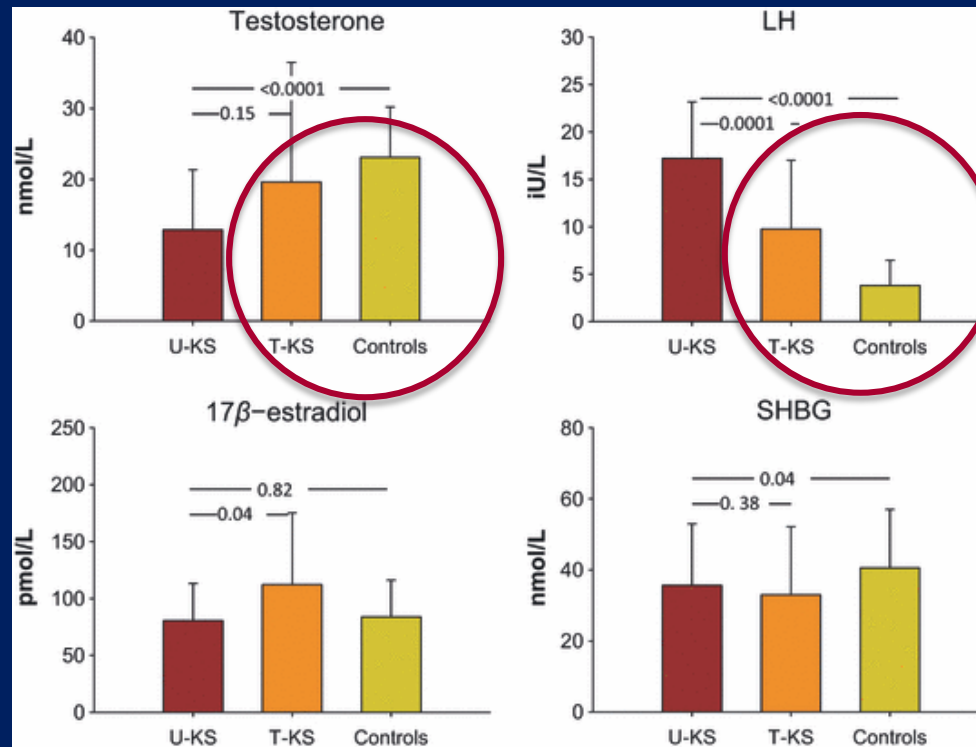 Testosterone
40
30
20
10
0
nmol/L
<0.0001
0.15
U-KS
T-KS
Controls
LH
30
25
20
15
10
5
0
iU/L
<0.0001
0.0001
U-KS
T-KS
Controls
17β−estradiol
250
200
150
100
50
0
pmol/L
0.82
0.04
U-KS
T-KS
Controls
SHBG
80
60
40
20
0
nmol/L
0.04
0. 38
U-KS
T-KS
Controls